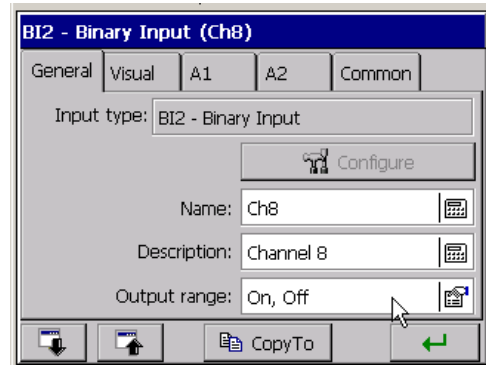 BI2 - Binary Input (Ch8)
General Visual A1 A2 Common
Input type: BI2 - Binary Input
Configure
Name: Ch8
Description: Channel 8
Output range: On, Off
CopyTo